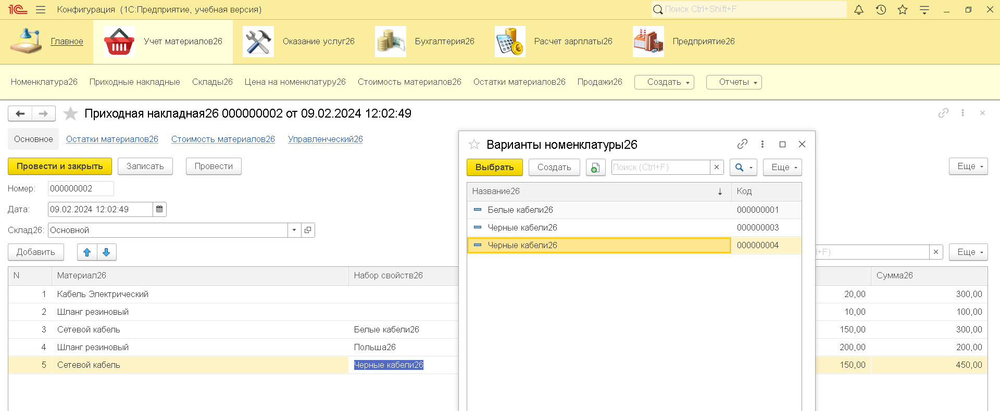 Конфигурация (1С:Предприятие, учебная версия)
Поиск Ctrl+Shift+F
Главное
Учет материалов26
Оказание услуг26
Бухгалтерия26
Расчет зарплаты26
Предприятие26
Номенклатура26
Приходные накладные
Склады26
Цена на номенклатуру26
Стоимость материалов26
Остатки материалов26
Продажи26
Создать
Отчеты
Приходная накладная26 000000002 от 09.02.2024 12:02:49
Основное
Остатки материалов26
Стоимость материалов26
Управленческий26
Провести и закрыть
Записать
Провести
Еще
Номер: 000000002
Дата: 09.02.2024 12:02:49
Склад26: Основной
Добавить
l+F)
Еще
N Материал26 Набор свойств26 Сумма26
1 Кабель Электрический 20,00 300,00
2 Шланг резиновый 10,00 100,00
3 Сетевой кабель Белые кабели26 150,00 300,00
4 Шланг резиновый Польша26 200,00 200,00
5 Сетевой кабель Черные кабели26 150,00 450,00
Варианты номенклатуры26
Выбрать
Создать
Поиск (Ctrl+F)
Еще
Название26 Код
Белые кабели26 000000001
Черные кабели26 000000003
Черные кабели26 000000004